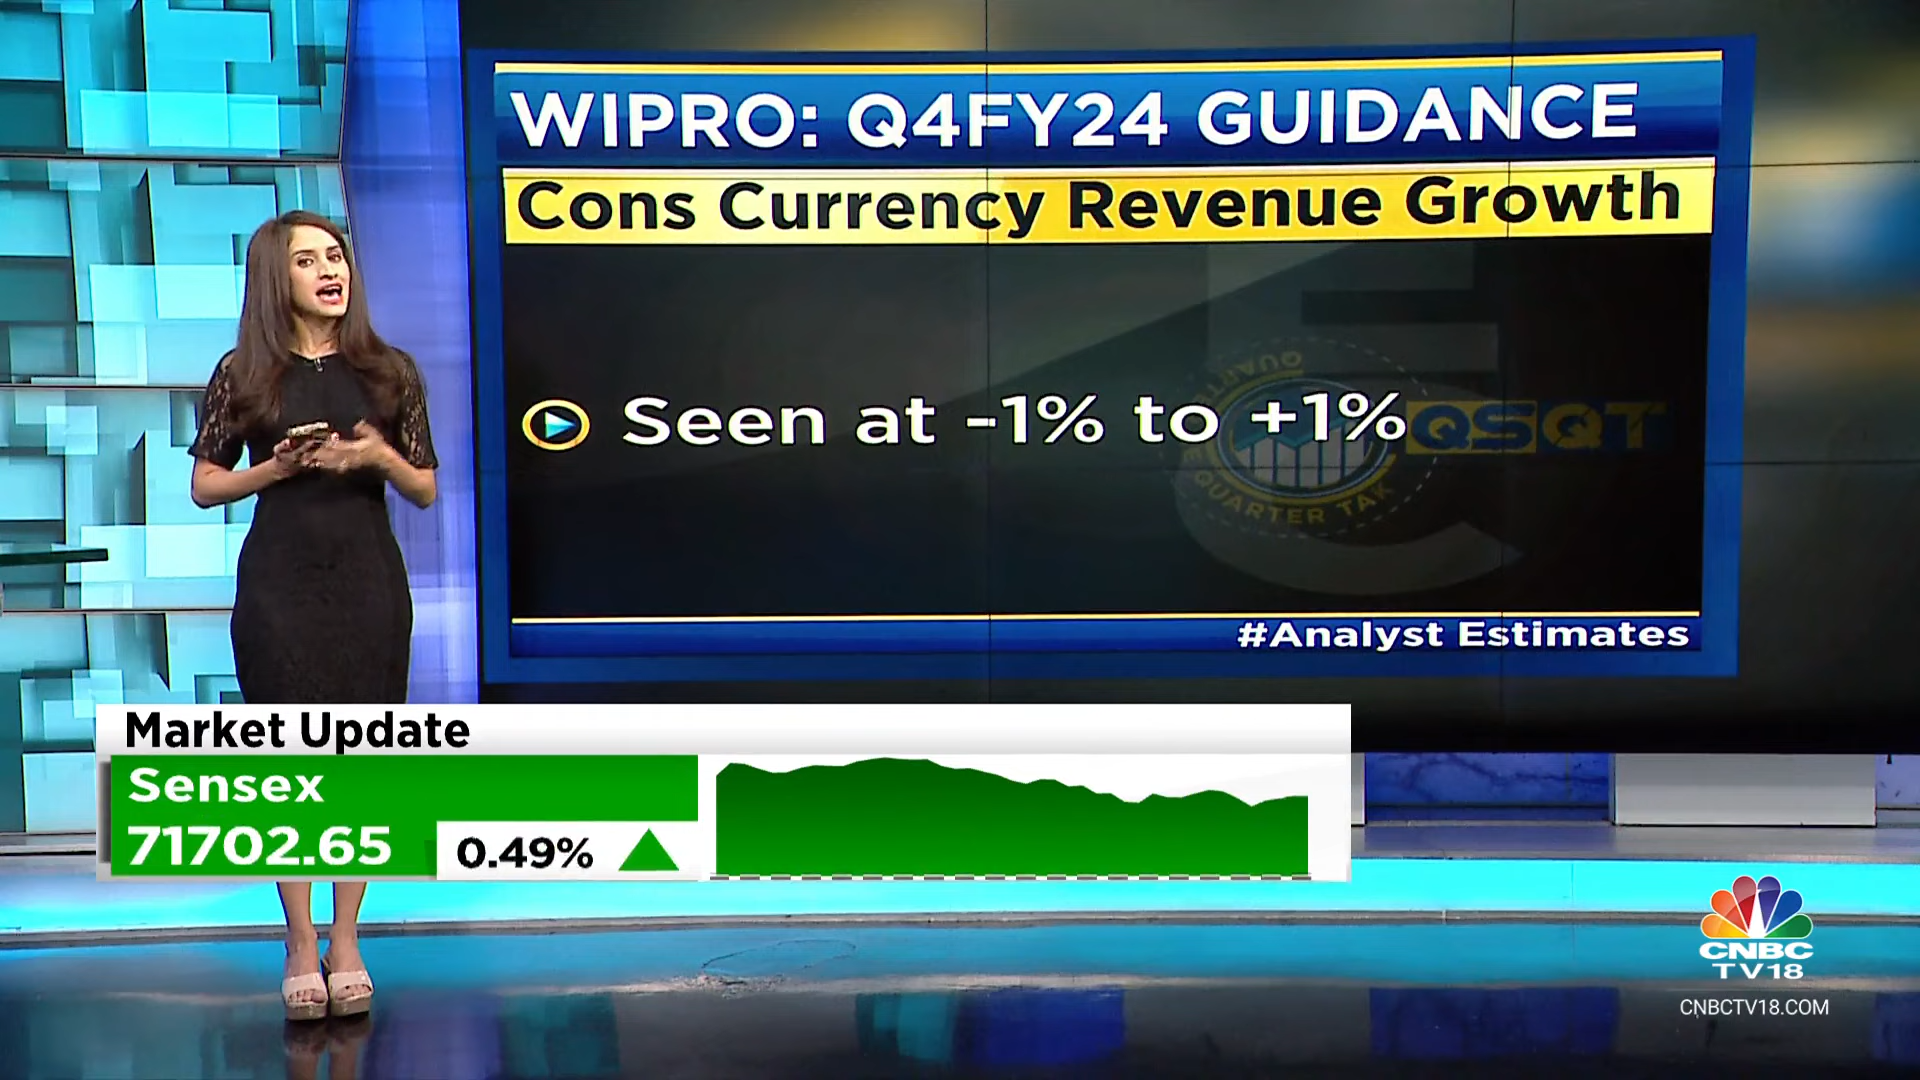 WIPRO: Q4FY24 GUIDANCE
Cons Currency Revenue Growth
Seen at -1% to +1%
QSQT
QUARTER TAK
#Analyst Estimates
Market Update
Sensex
71702.65
0.49%
CNBC
TV18
CNBCTV18.COM